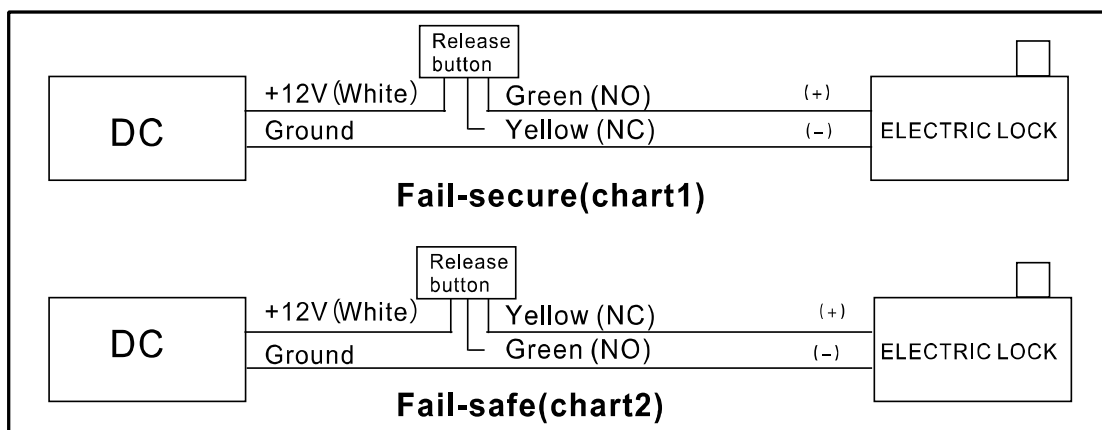 Release
button
+12V (White)
Green (NO)
(+)
DC
Ground
Yellow (NC)
(-)
ELECTRIC LOCK
Fail-secure(chart1)
Release
button
+12V (White)
Yellow (NC)
(+)
DC
Ground
Green (NO)
(-)
ELECTRIC LOCK
Fail-safe(chart2)